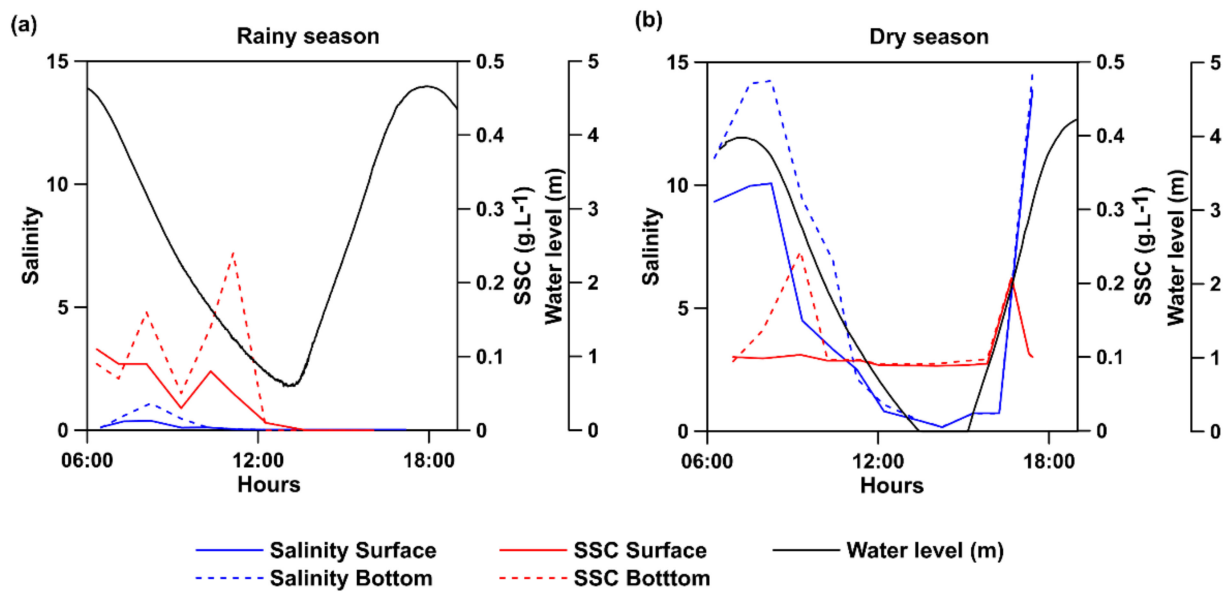 (a)
Rainy season
15
10
5
0
Salinity
06:00
12:00
18:00
Hours
0.5
0.4
0.3
0.2
0.1
0
SSC (g.L-1)
5
4
3
2
1
0
Water level (m)
(b)
Dry season
15
10
5
0
Salinity
06:00
12:00
18:00
Hours
0.5
0.4
0.3
0.2
0.1
0
SSC (g.L-1)
5
4
3
2
1
0
Water level (m)
Salinity Surface
SSC Surface
Water level (m)
Salinity Bottom
SSC Botttom